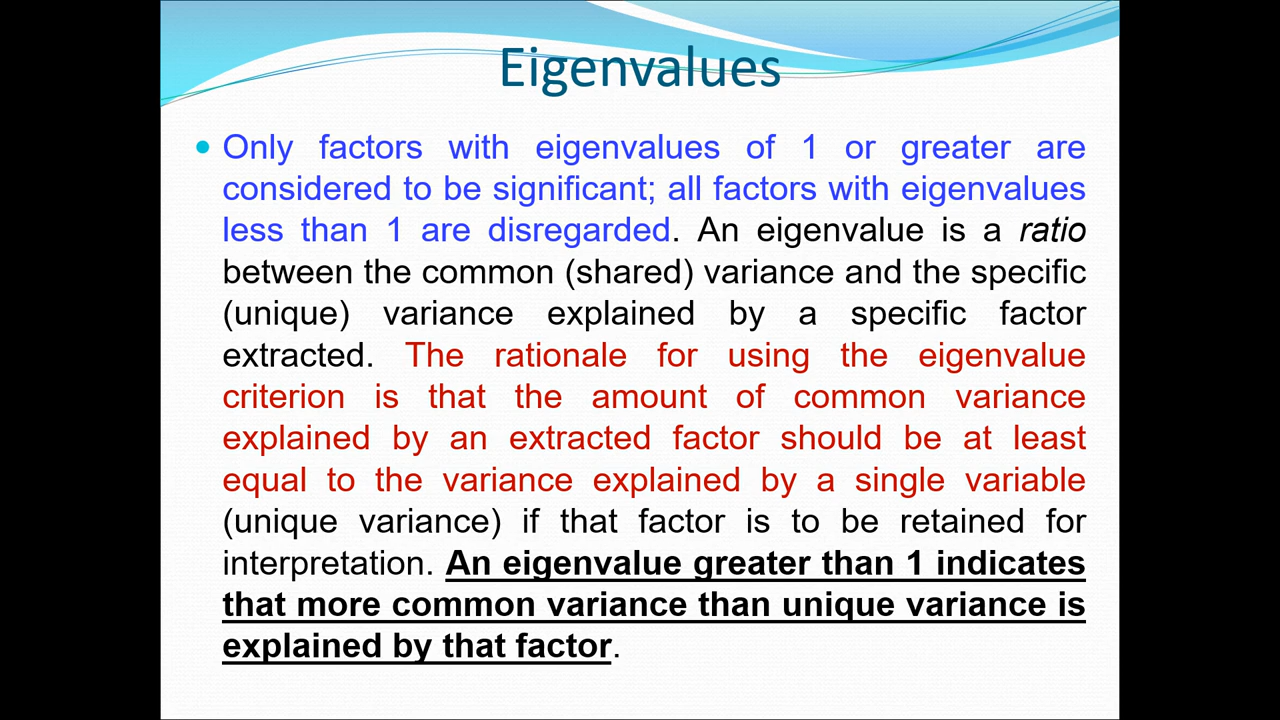 Eigenvalues
• Only factors with eigenvalues of 1 or greater are
considered to be significant; all factors with eigenvalues
less than 1 are disregarded. An eigenvalue is a ratio
between the common (shared) variance and the specific
(unique) variance explained by a specific factor
extracted. The rationale for using the eigenvalue
criterion is that the amount of common variance
explained by an extracted factor should be at least
equal to the variance explained by a single variable
(unique variance) if that factor is to be retained for
interpretation. An eigenvalue greater than 1 indicates
that more common variance than unique variance is
explained by that factor.